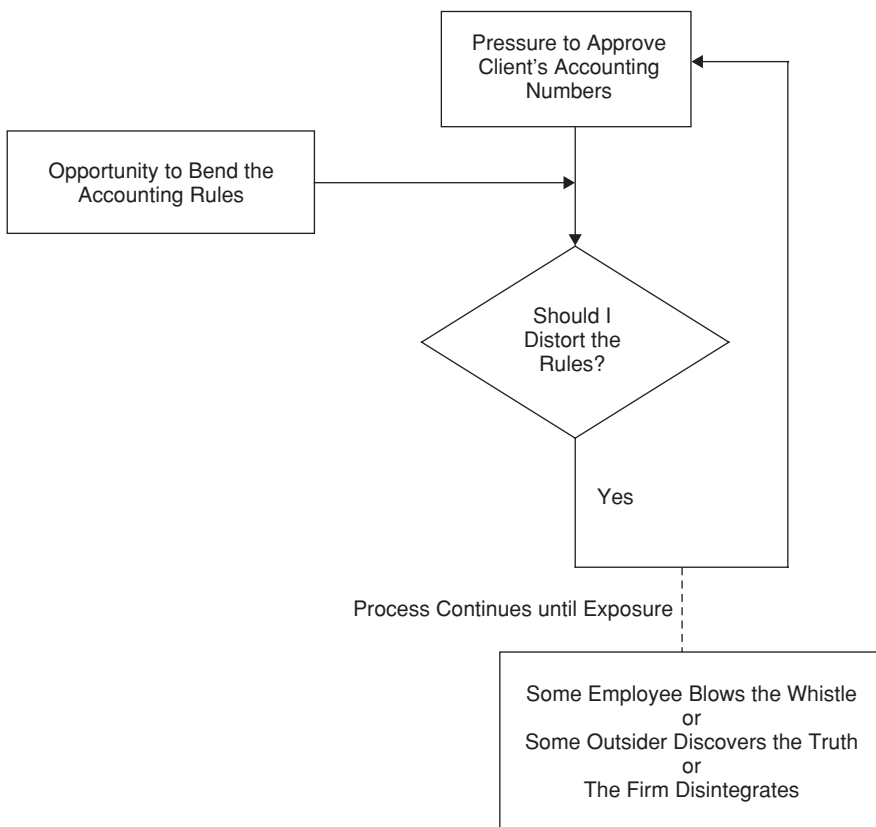 Pressure to Approve
Client's Accounting
Numbers
Opportunity to Bend the
Accounting Rules
Should I
Distort the
Rules?
Yes
Process Continues until Exposure
Some Employee Blows the Whistle
or
Some Outsider Discovers the Truth
or
The Firm Disintegrates